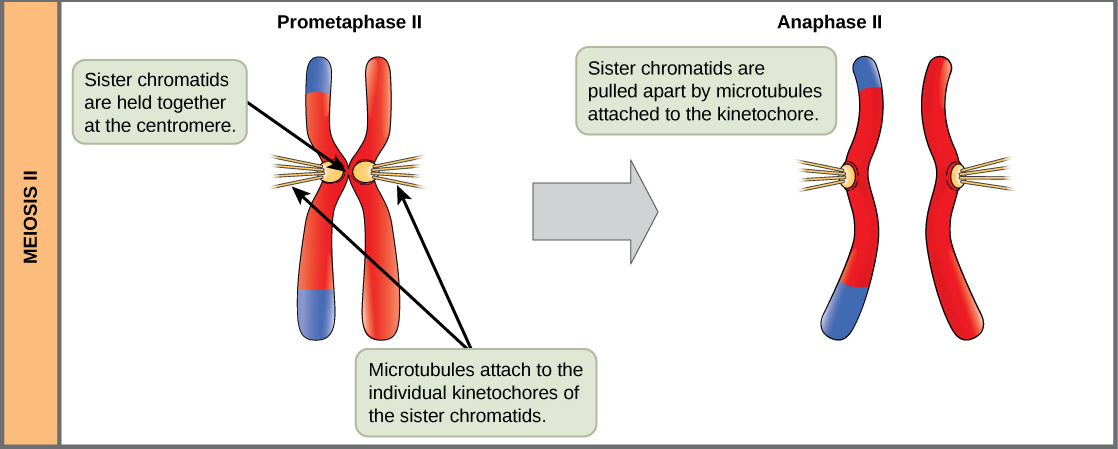 MEIOSIS II
Prometaphase II
Sister chromatids
are held together
at the centromere.
Microtubules attach to the
individual kinetochores of
the sister chromatids.
Anaphase II
Sister chromatids are
pulled apart by microtubules
attached to the kinetochore.